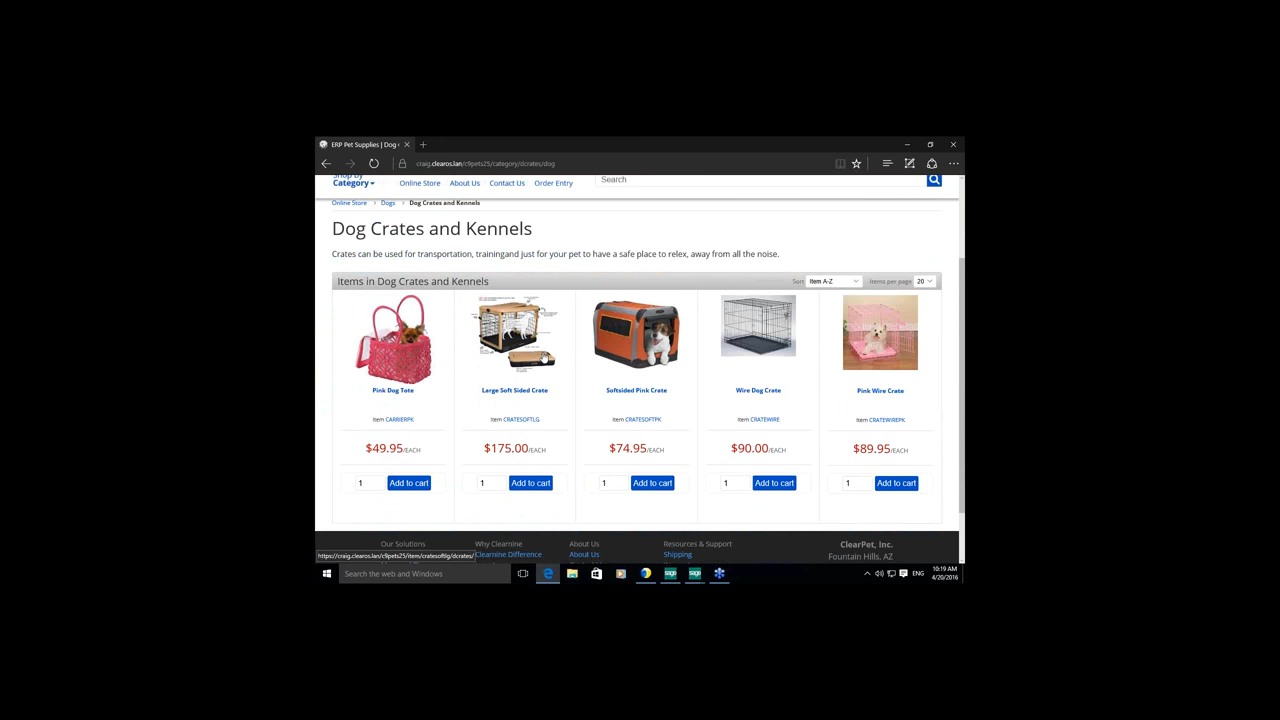 ERP Pet Supplies | Dog
craig.clearos.lan/c9pets25/category/dcrates/dog
Shop By
Category
Online Store About Us Contact Us Order Entry
Search
Online Store > Dogs > Dog Crates and Kennels
Dog Crates and Kennels
Crates can be used for transportation, trainingand just for your pet to have a safe place to relex, away from all the noise.
Items in Dog Crates and Kennels
Sort Item A-Z Items per page 20
Pink Dog Tote Large Soft Sided Crate Softsided Pink Crate Wire Dog Crate Pink Wire Crate
Item CARRIERPK Item CRATESOFTLG Item CRATESOFTPK Item CRATEWIRE Item CRATEWIREPK
$49.95/EACH $175.00/EACH $74.95/EACH $90.00/EACH $89.95/EACH
1 Add to cart 1 Add to cart 1 Add to cart 1 Add to cart 1 Add to cart
Our Solutions Why Clearnine About Us Resources & Support ClearPet, Inc.
https://craig.clearos.lan/c9pets25/item/cratesoftlg/dcrates/ Clearnine Difference About Us Shipping Fountain Hills, AZ
Search the web and Windows
sage sage
ENG
10:19 AM
4/20/2016